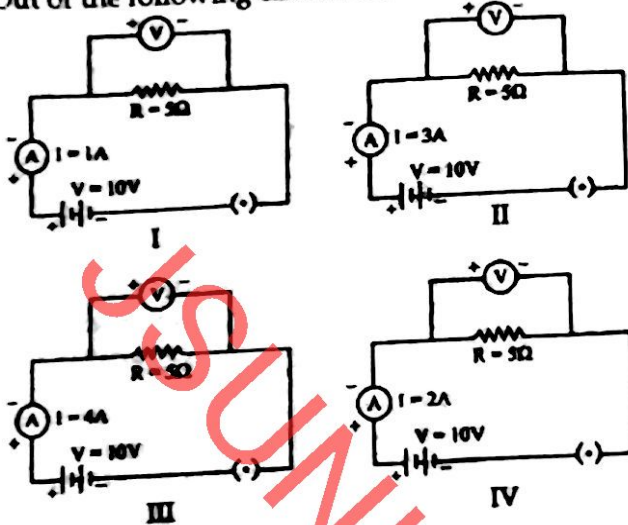 Out of the following
+ V - + V -
R = 5Ω R = 5Ω
- -
A I = 1A A I = 3A
+ +
V = 10V V = 10V
+ - (•) + - (•)
I II
+ V - + V -
R = 5Ω R = 5Ω
- -
A I = 4A A I = 2A
+ +
V = 10V V = 10V
+ - (•) + - (•)
III IV
JSUNI